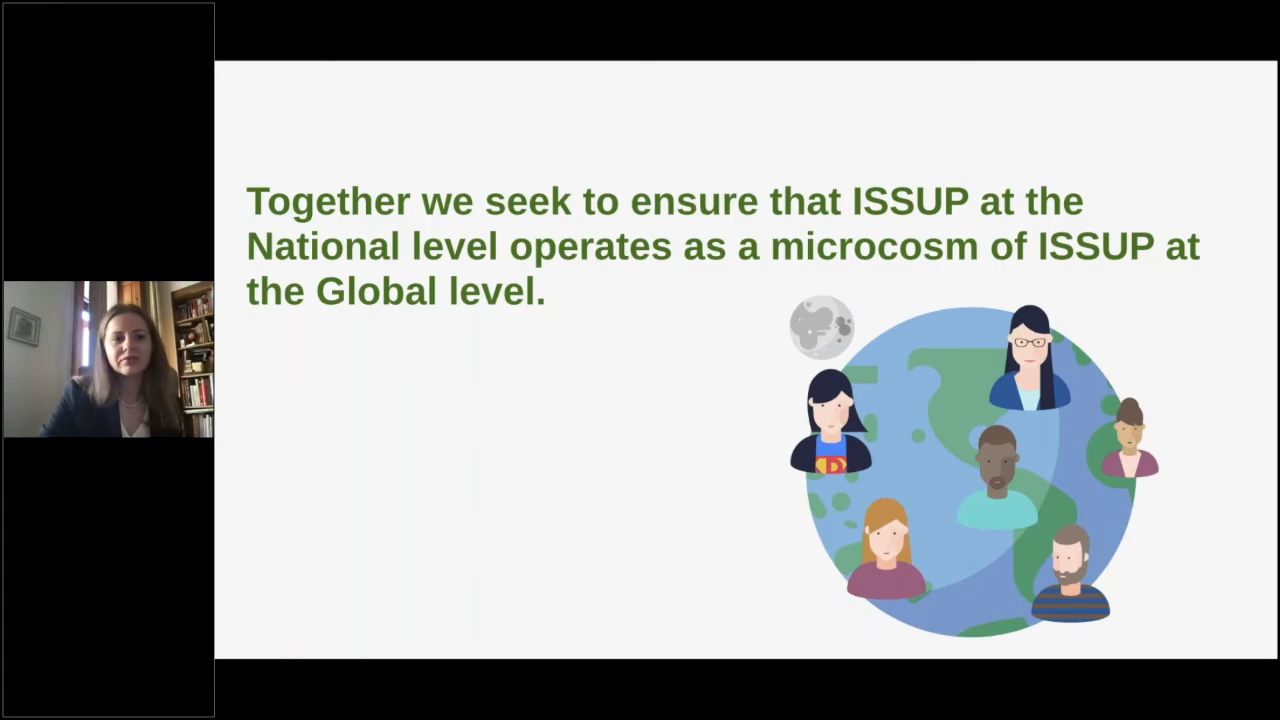 Together we seek to ensure that ISSUP at the
National level operates as a microcosm of ISSUP at
the Global level.